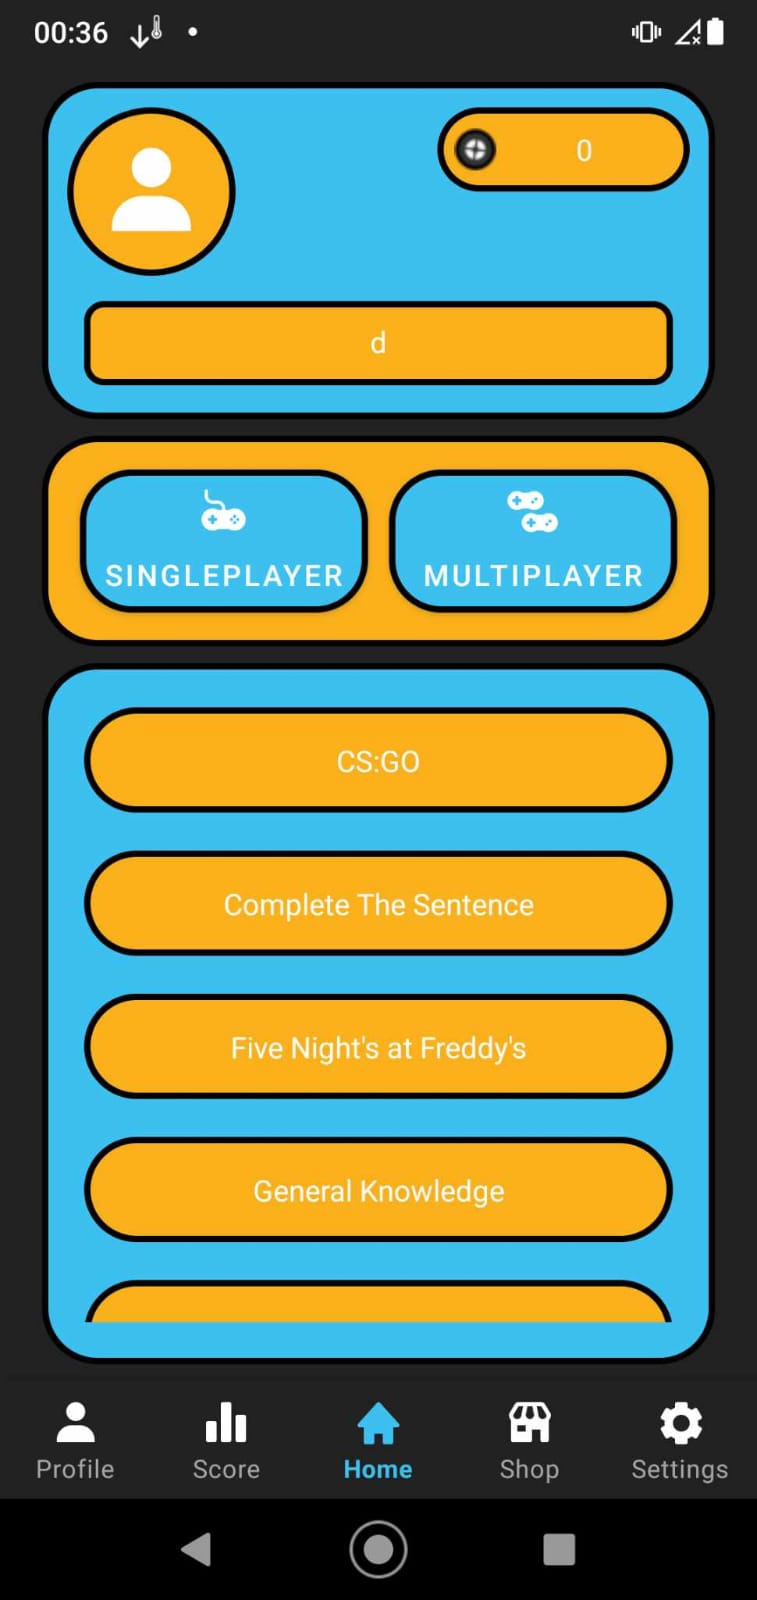 00:36
0
d
SINGLEPLAYER
MULTIPLAYER
CS:GO
Complete The Sentence
Five Night's at Freddy's
General Knowledge
Profile
Score
Home
Shop
Settings